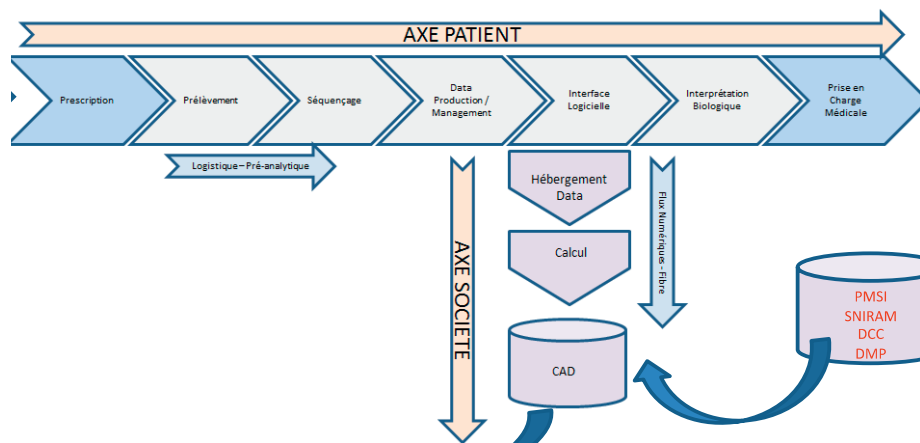 AXE PATIENT
Prescription
Prélèvement
Séquençage
Data
Production /
Management
Interface
Logicielle
Interprétation
Biologique
Prise en
Charge
Médicale
Logistique – Pré-analytique
AXE SOCIETE
Hébergement
Data
Calcul
CAD
Flux Numériques - Fibre
PMSI
SNIRAM
DCC
DMP